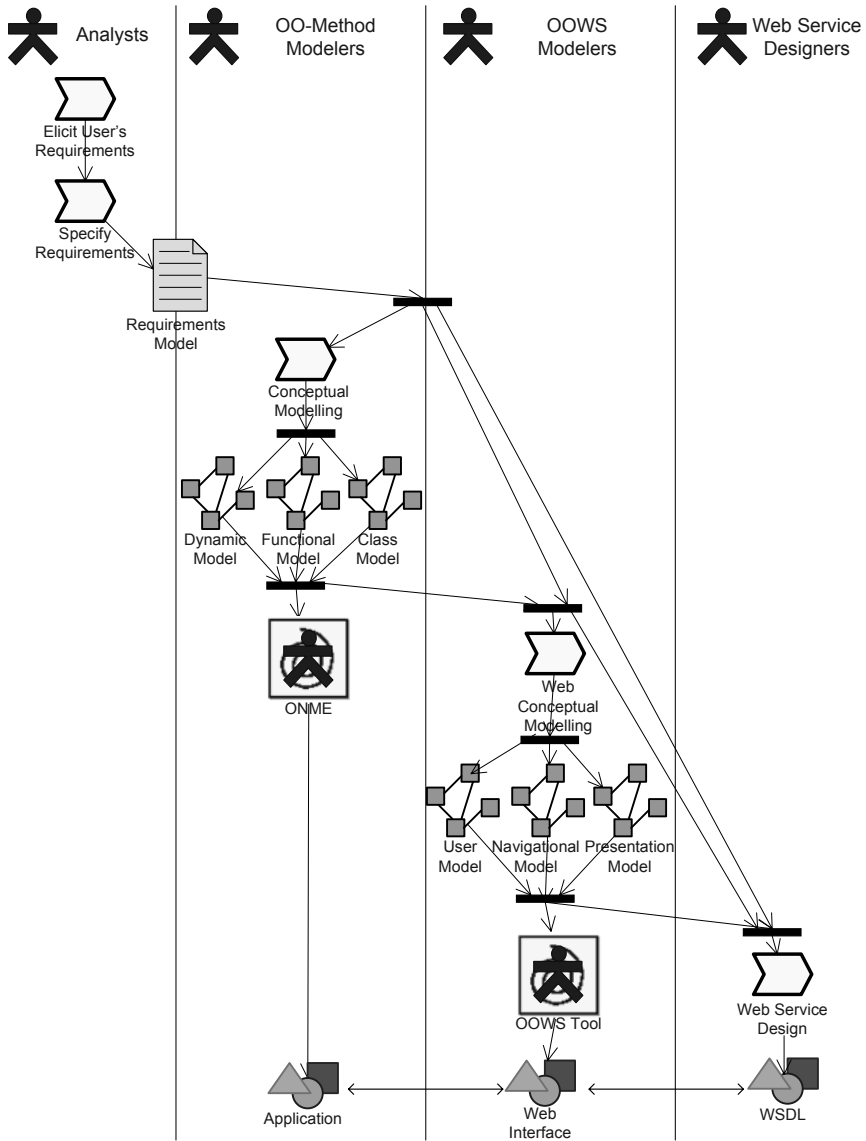 Analysts
OO-Method
Modelers
OOWS
Modelers
Web Service
Designers
Elicit User's
Requirements
Specify
Requirements
Requirements
Model
Conceptual
Modelling
Dynamic
Model
Functional
Model
Class
Model
ONME
Web
Conceptual
Modelling
User
Model
Navigational
Model
Presentation
Model
OOWS Tool
Web Service
Design
Application
Web
Interface
WSDL